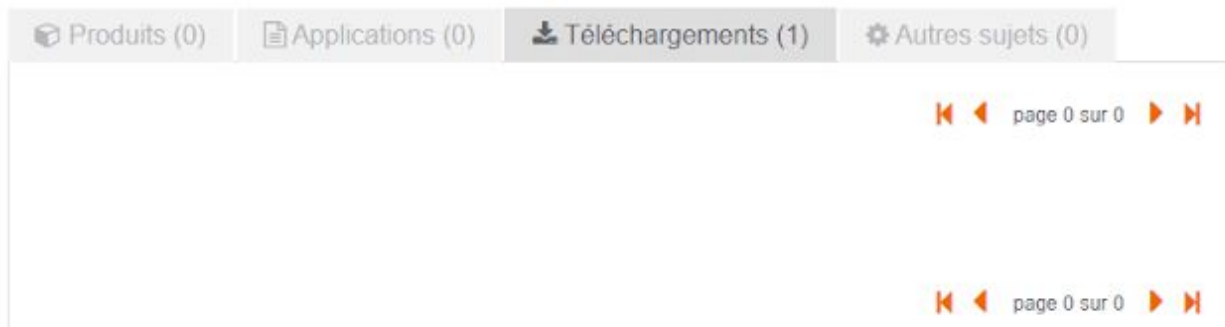 Produits (0) Applications (0) Téléchargements (1) Autres sujets (0)
page 0 sur 0
page 0 sur 0